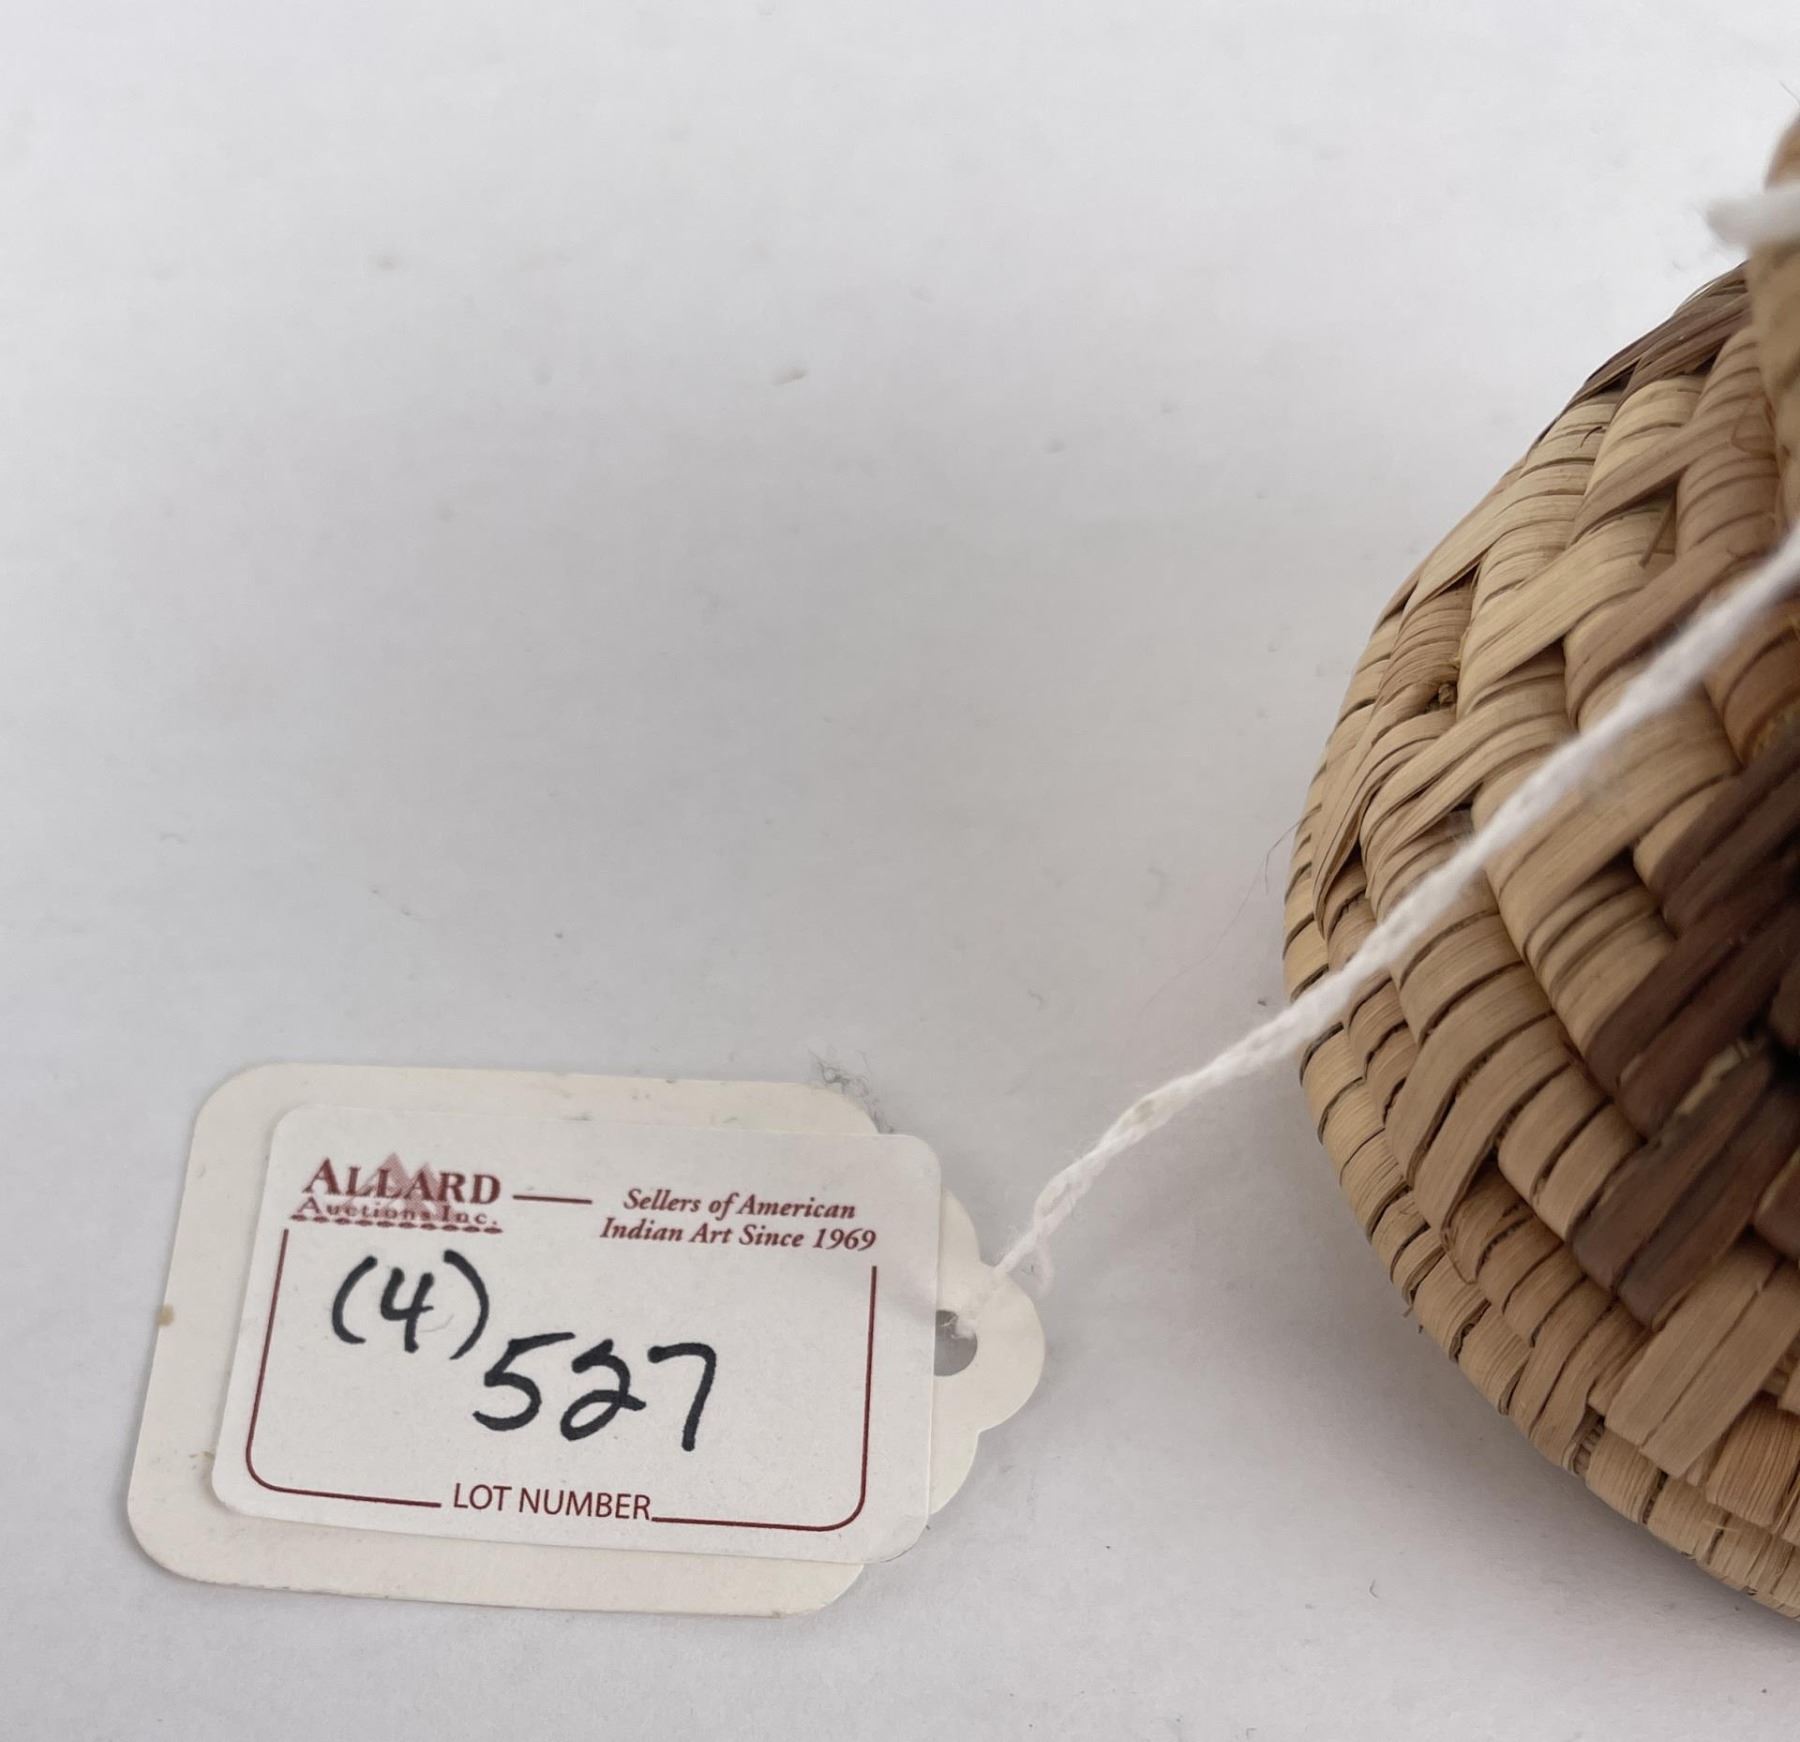 ALLARD
Auctions Inc.
Sellers of American
Indian Art Since 1969
(4) 527
LOT NUMBER